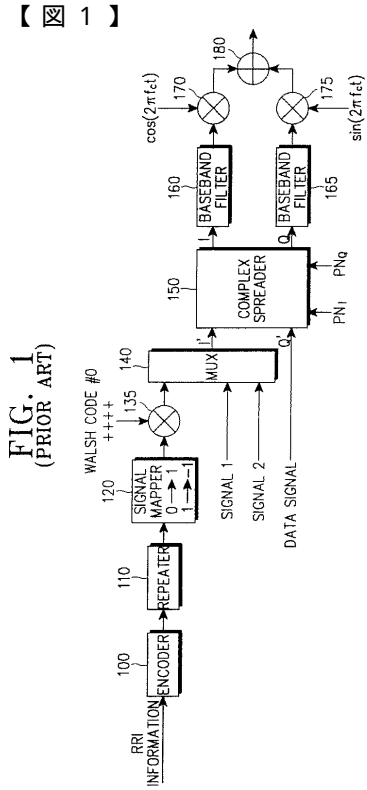 【図1】
FIG. 1
(PRIOR ART)
RRI
INFORMATION
100
ENCODER
110
REPEATER
120
SIGNAL
MAPPER
0→1
1→-1
WALSH CODE #0
++++
135
140
MUX
SIGNAL 1
SIGNAL 2
DATA SIGNAL
I'
Q'
150
COMPLEX
SPREADER
PNI
PNQ
I
Q
160
BASEBAND
FILTER
165
BASEBAND
FILTER
cos(2πfct)
170
175
sin(2πfct)
180